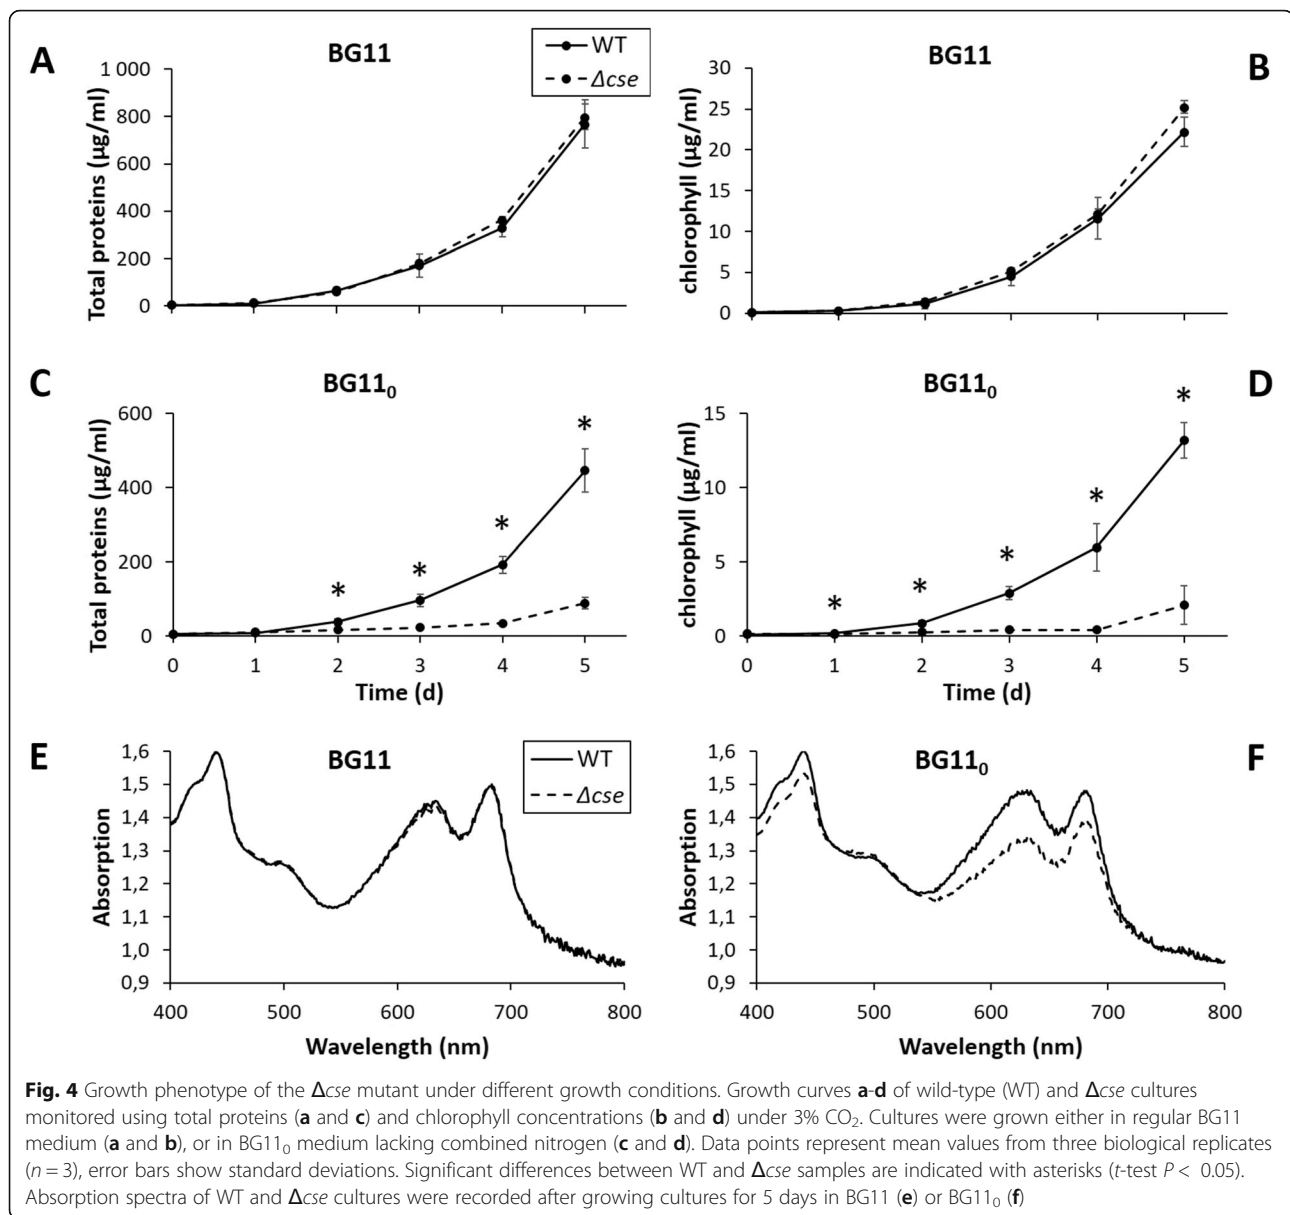 A
BG11
WT
Δcse
BG11
B
Total proteins (µg/ml)
1 000
800
600
400
200
0
chlorophyll (µg/ml)
30
25
20
15
10
5
0
C
BG11₀
BG11₀
D
Total proteins (µg/ml)
600
400
200
0
* * * *
0 1 2 3 4 5
Time (d)
chlorophyll (µg/ml)
15
10
5
0
* * * * *
0 1 2 3 4 5
Time (d)
E
BG11
WT
Δcse
BG11₀
F
Absorption
1,6
1,5
1,4
1,3
1,2
1,1
1,0
0,9
400 500 600 700 800
Wavelength (nm)
Absorption
1,6
1,5
1,4
1,3
1,2
1,1
1,0
0,9
400 500 600 700 800
Wavelength (nm)
Fig. 4 Growth phenotype of the Δcse mutant under different growth conditions. Growth curves a-d of wild-type (WT) and Δcse cultures
monitored using total proteins (a and c) and chlorophyll concentrations (b and d) under 3% CO₂. Cultures were grown either in regular BG11
medium (a and b), or in BG11₀ medium lacking combined nitrogen (c and d). Data points represent mean values from three biological replicates
(n = 3), error bars show standard deviations. Significant differences between WT and Δcse samples are indicated with asterisks (t-test P < 0.05).
Absorption spectra of WT and Δcse cultures were recorded after growing cultures for 5 days in BG11 (e) or BG11₀ (f)